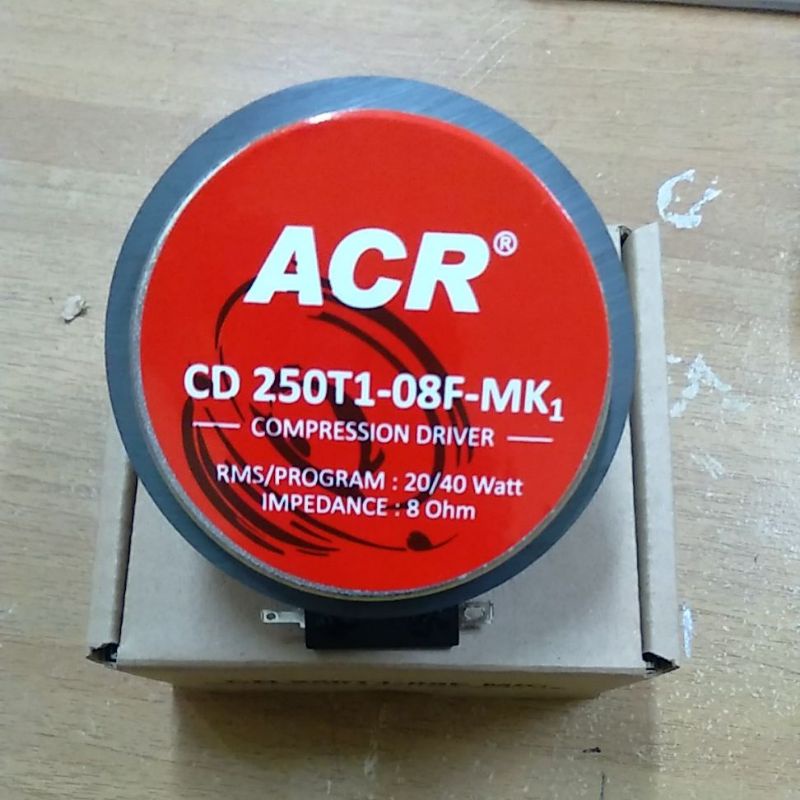 ACR®
CD 250T1-08F-MK₁
COMPRESSION DRIVER
RMS/PROGRAM : 20/40 Watt
IMPEDANCE : 8 Ohm